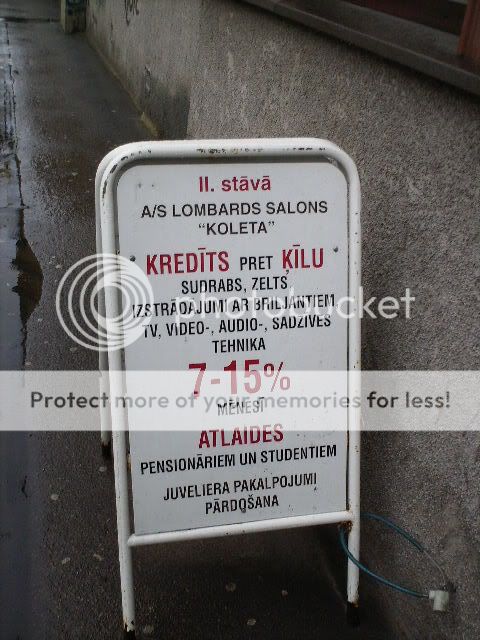 II. stāvā
A/S LOMBARDS SALONS
“KOLETA”
KREDĪTS PRET ĶĪLU
SUDRABS, ZELTS,
IZSTRĀDĀJUMI AR BRILJANTIEM
TV, VIDEO-, AUDIO-, SADZĪVES
TEHNIKA
7-15%
MĒNESĪ
ATLAIDES
PENSIONĀRIEM UN STUDENTIEM
JUVELIERA PAKALPOJUMI
PĀRDOŠANA
photobucket
Protect more of your memories for less!